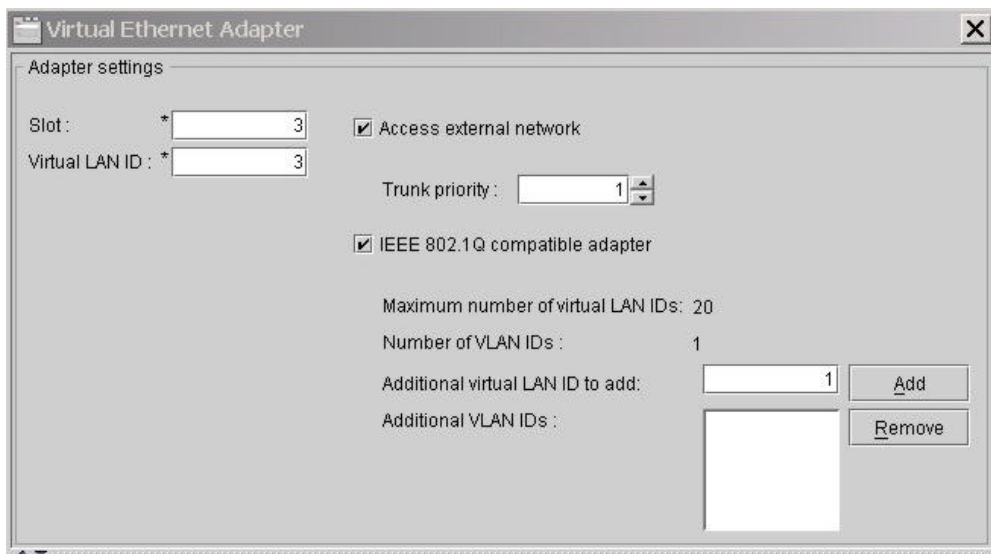 Virtual Ethernet Adapter
Adapter settings
Slot : * 3
Virtual LAN ID : * 3
Access external network
Trunk priority : 1
IEEE 802.1Q compatible adapter
Maximum number of virtual LAN IDs: 20
Number of VLAN IDs : 1
Additional virtual LAN ID to add: 1 Add
Additional VLAN IDs : Remove